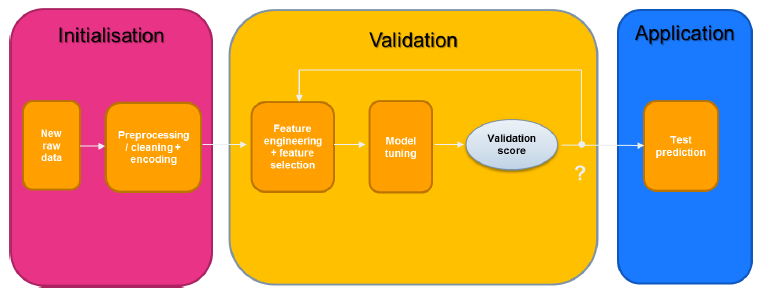 Initialisation
New
raw
data
Preprocessing
/ cleaning +
encoding
Validation
Feature
engineering
+ feature
selection
Model
tuning
Validation
score
?
Application
Test
prediction